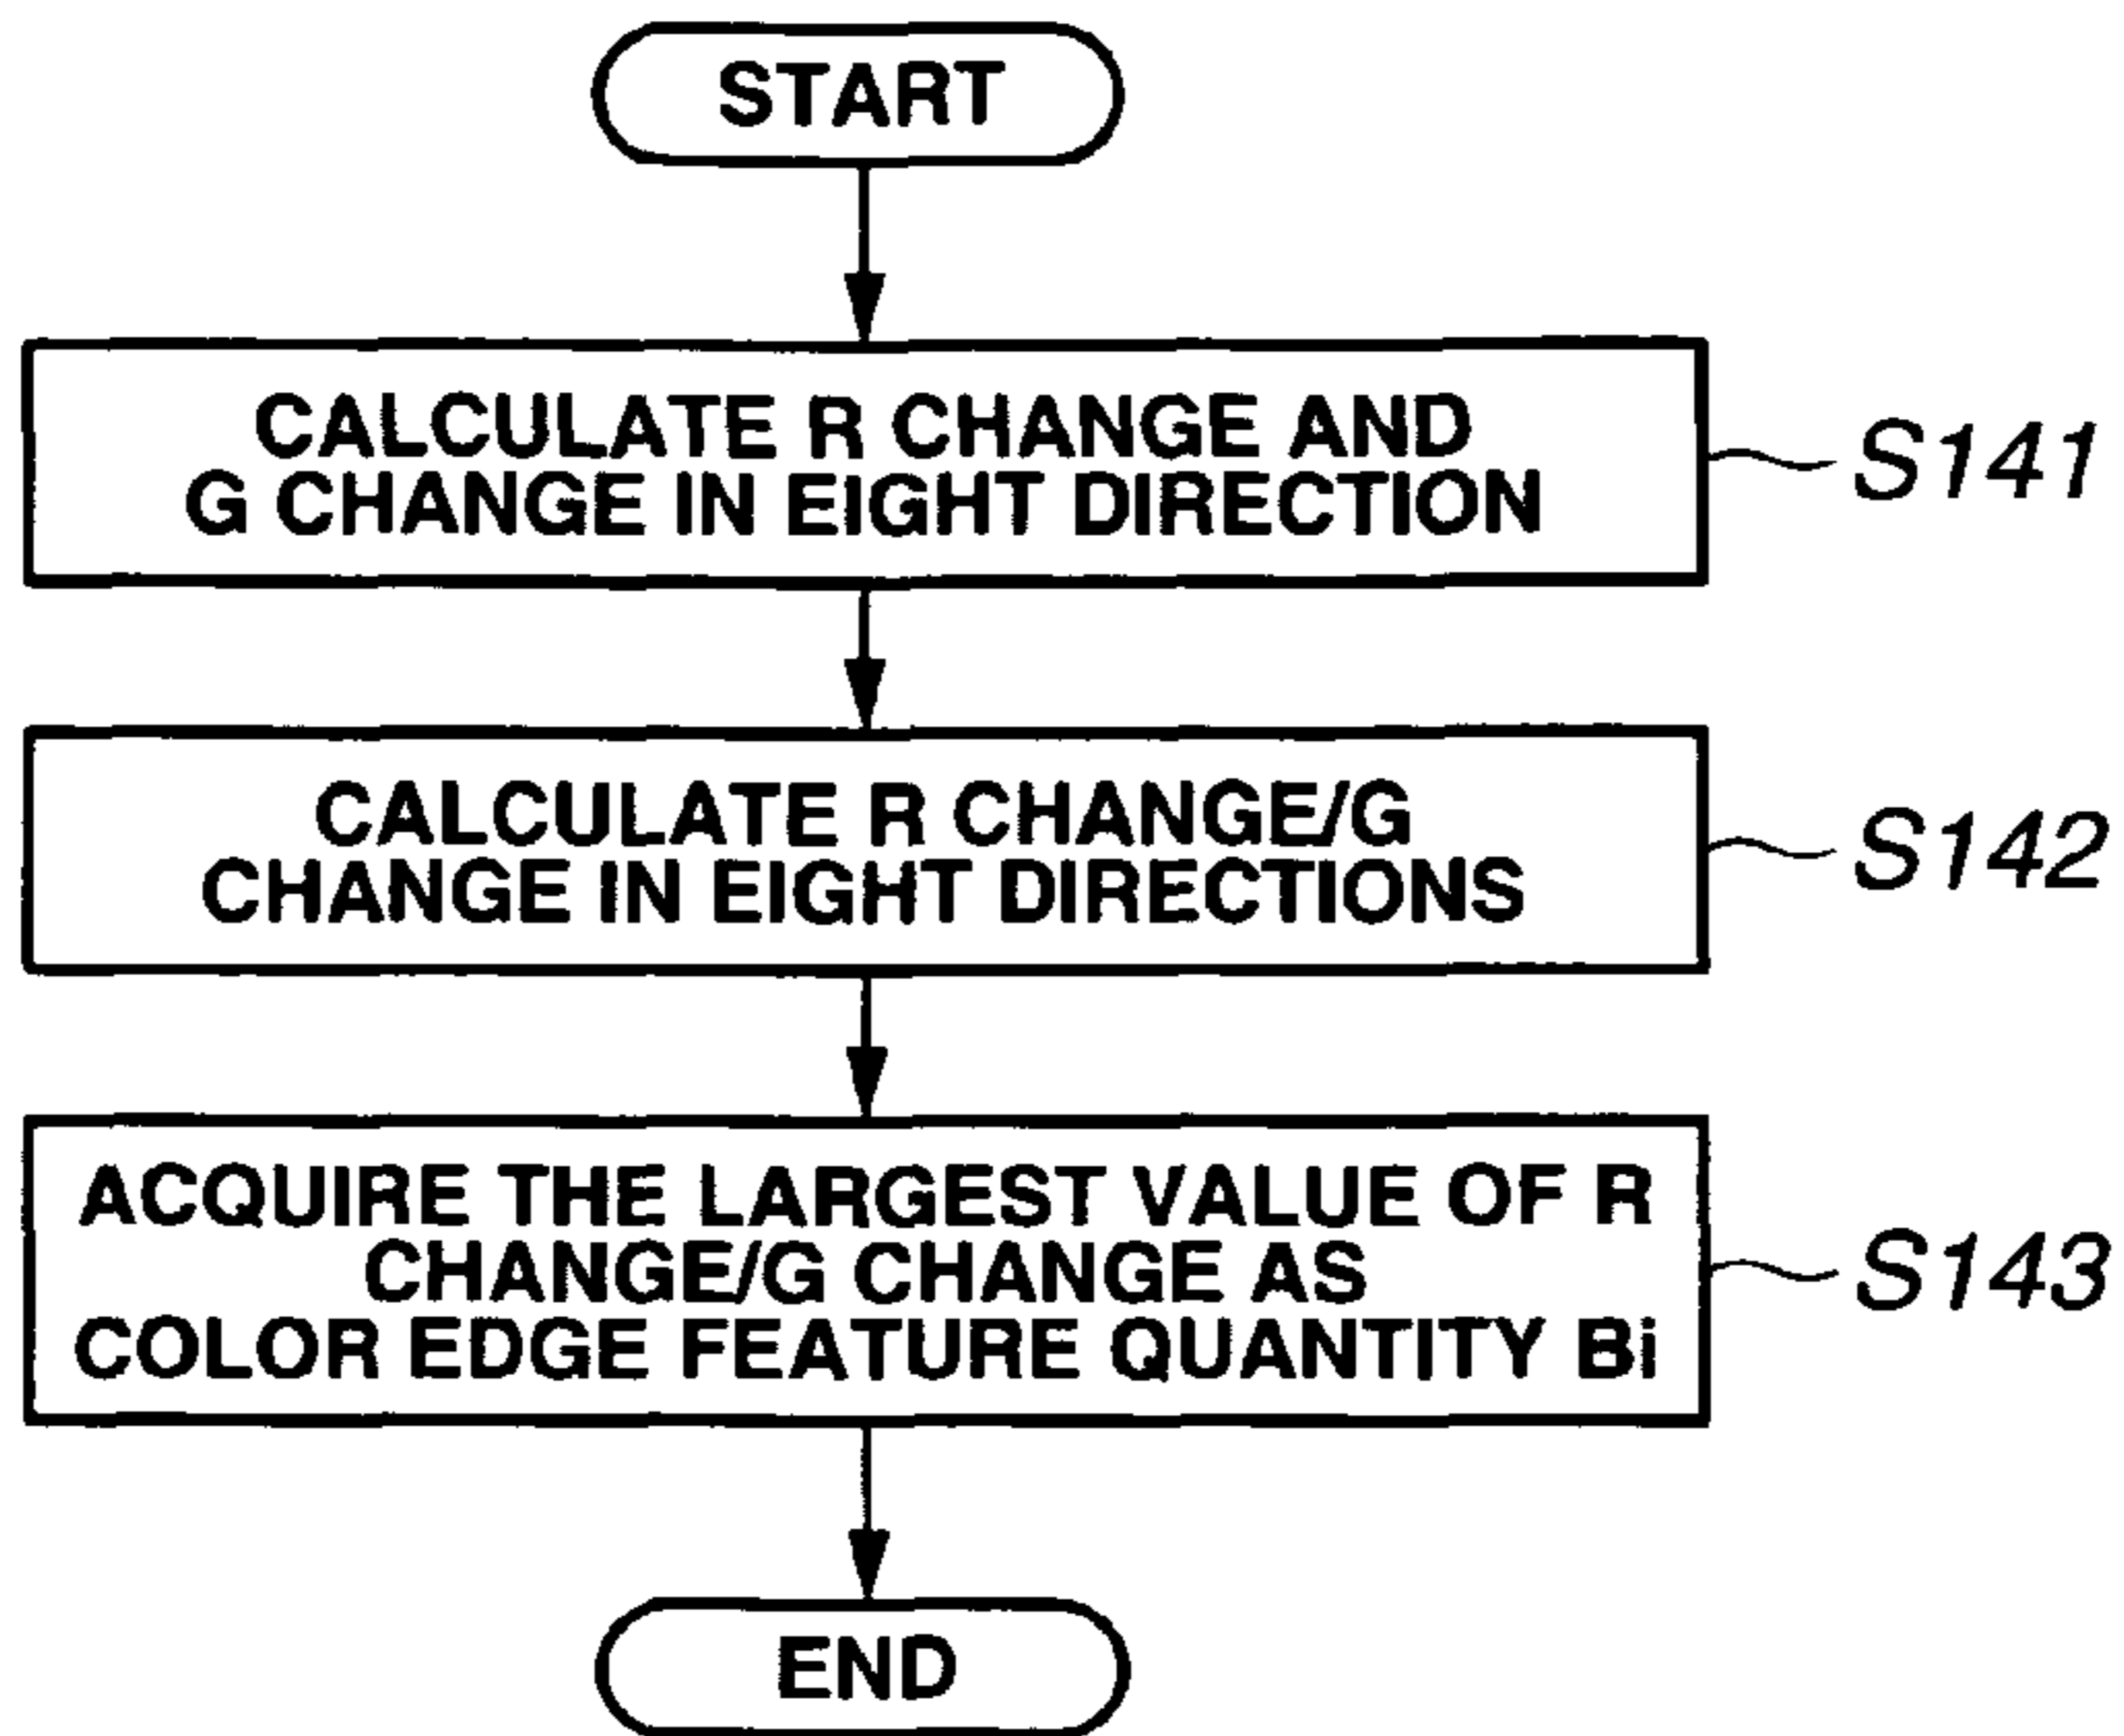 START
CALCULATE R CHANGE AND
G CHANGE IN EIGHT DIRECTION
S141
CALCULATE R CHANGE/G
CHANGE IN EIGHT DIRECTIONS
S142
ACQUIRE THE LARGEST VALUE OF R
CHANGE/G CHANGE AS
COLOR EDGE FEATURE QUANTITY Bi
S143
END